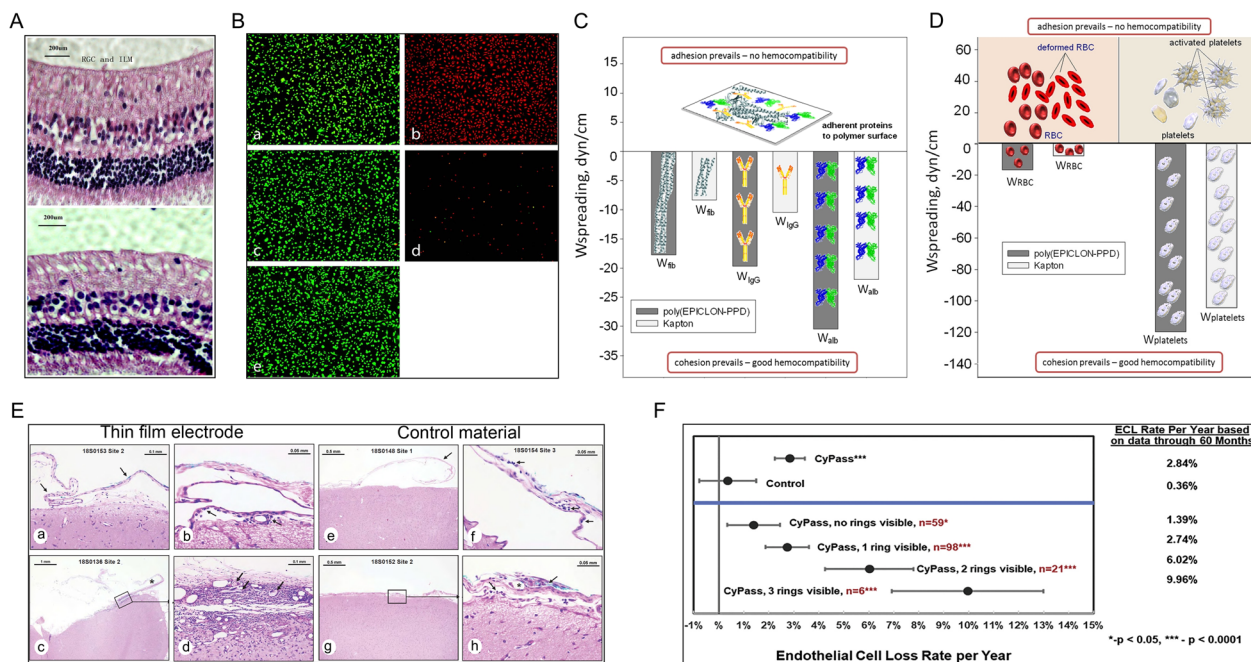 A
200um
RGC and ILM
200um
B
a
b
c
d
e
C
adhesion prevails – no hemocompatibility
adherent proteins
to polymer surface
Wspreading, dyn/cm
0
-5
-10
-15
-20
-25
-30
-35
Wfib
Wfib
WIgG
WIgG
Walb
Walb
poly(EPICLON-PPD)
Kapton
cohesion prevails – good hemocompatibility
D
adhesion prevails – no hemocompatibility
Wspreading, dyn/cm
60
40
20
0
-20
-40
-60
-80
-100
-120
-140
deformed RBC
RBC
activated platelets
platelets
WRBC
WRBC
poly(EPICLON-PPD)
Kapton
Wplatelets
Wplatelets
cohesion prevails – good hemocompatibility
E
Thin film electrode
Control material
18S0153 Site 2
0.1 mm
a
0.05 mm
b
0.5 mm
18S0148 Site 1
e
18S0154 Site 3
0.05 mm
f
1 mm
18S0136 Site 2
*
c
0.1 mm
d
0.5 mm
18S0152 Site 2
g
0.05 mm
*
h
F
ECL Rate Per Year based
on data through 60 Months
CyPass***
2.84%
Control
0.36%
CyPass, no rings visible, n=59*
1.39%
CyPass, 1 ring visible, n=98***
2.74%
CyPass, 2 rings visible, n=21***
6.02%
CyPass, 3 rings visible, n=6***
9.96%
-1% % 1% 2% 3% 4% 5% 6% 7% 8% 9% 10% 11% 12% 13% 14% 15%
Endothelial Cell Loss Rate per Year
*-p < 0.05, *** - p < 0.0001